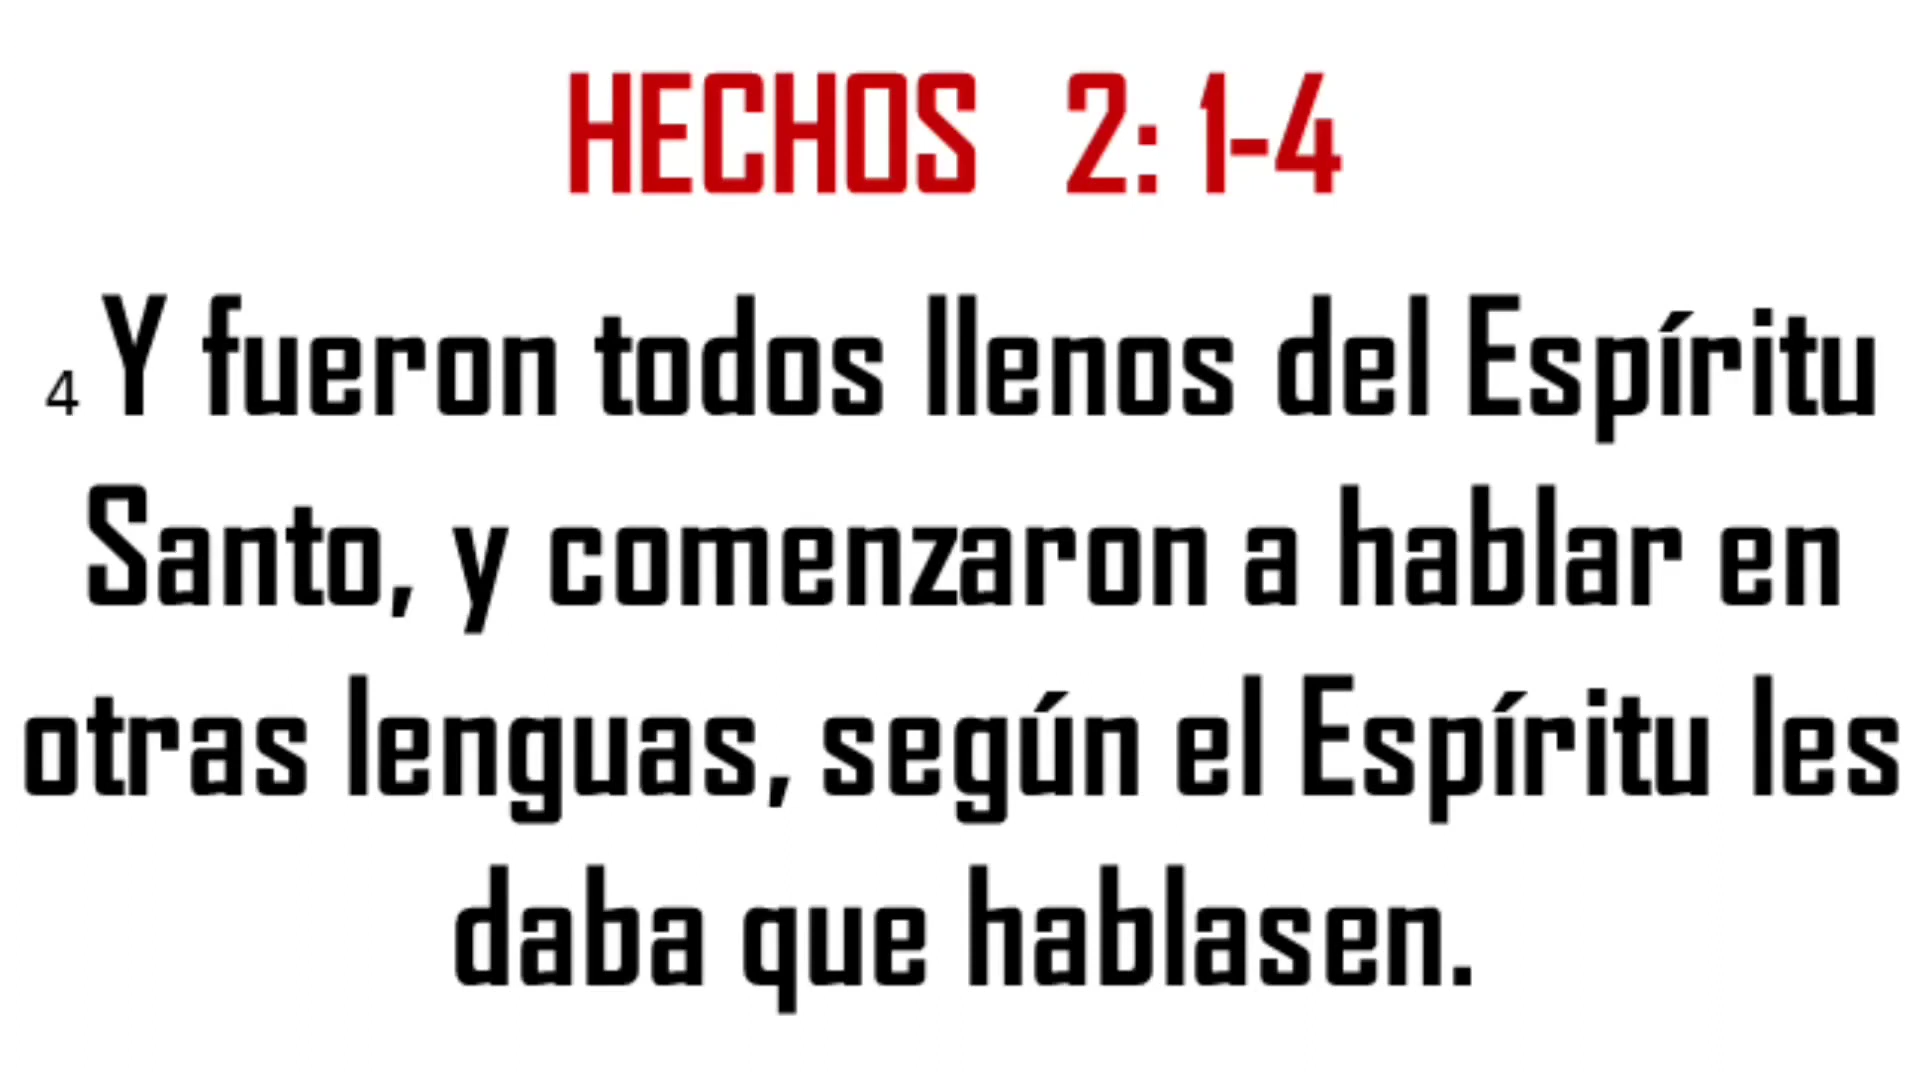 HECHOS 2: 1-4
4 Y fueron todos llenos del Espíritu
Santo, y comenzaron a hablar en
otras lenguas, según el Espíritu les
daba que hablasen.